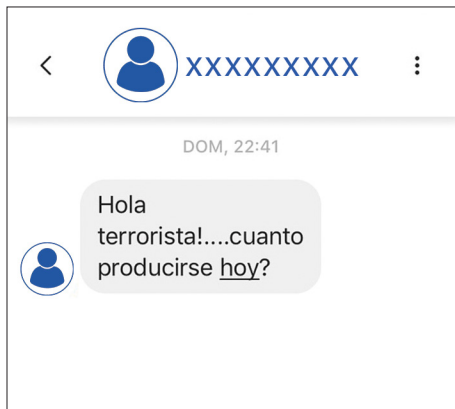 xxxxxxxxx
DOM, 22:41
Hola
terrorista!....cuanto
producirse hoy?